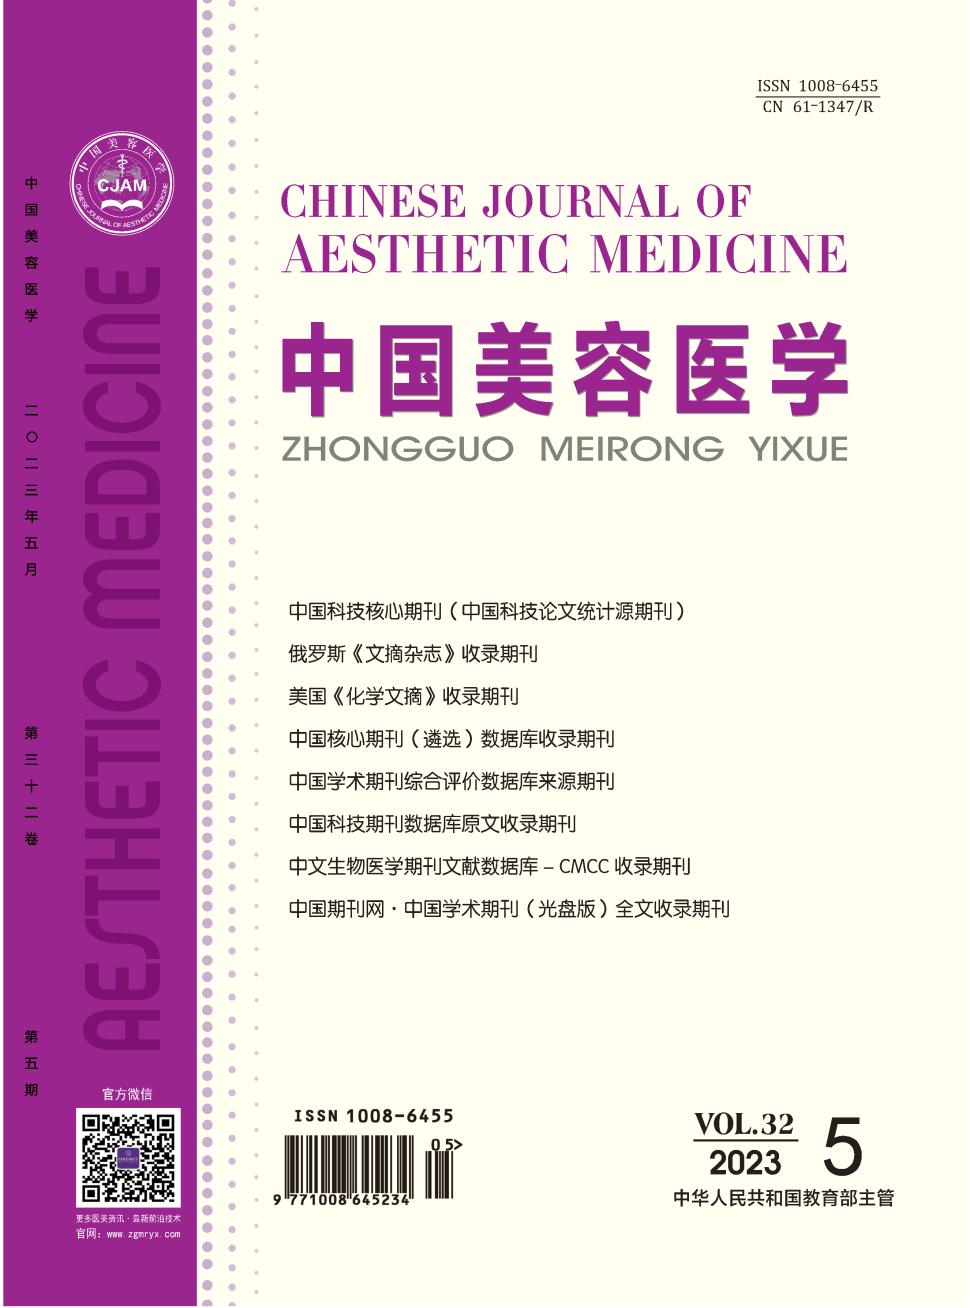 ISSN 1008-6455
CN 61-1347/R
中国美容医学
CJAM
CHINESE JOURNAL OF AESTHETIC MEDICINE
CHINESE JOURNAL OF
AESTHETIC MEDICINE
中国美容医学
ZHONGGUO MEIRONG YIXUE
中国美容医学
二〇二三年五月
第三十二卷
第五期
AESTHETIC MEDICINE
中国科技核心期刊（中国科技论文统计源期刊）
俄罗斯《文摘杂志》收录期刊
美国《化学文摘》收录期刊
中国核心期刊（遴选）数据库收录期刊
中国学术期刊综合评价数据库来源期刊
中国科技期刊数据库原文收录期刊
中文生物医学期刊文献数据库－CMCC 收录期刊
中国期刊网·中国学术期刊（光盘版）全文收录期刊
官方微信
更多医美资讯·最新前沿技术
官网：www.zgmryx.com
ISSN 1008-6455
05>
9 771008 645234
VOL.32
2023
5
中华人民共和国教育部主管